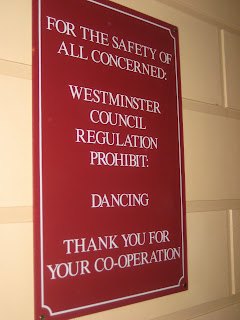 FOR THE SAFETY OF
ALL CONCERNED:
WESTMINSTER
COUNCIL
REGULATION
PROHIBIT:
DANCING
THANK YOU FOR
YOUR CO-OPERATION